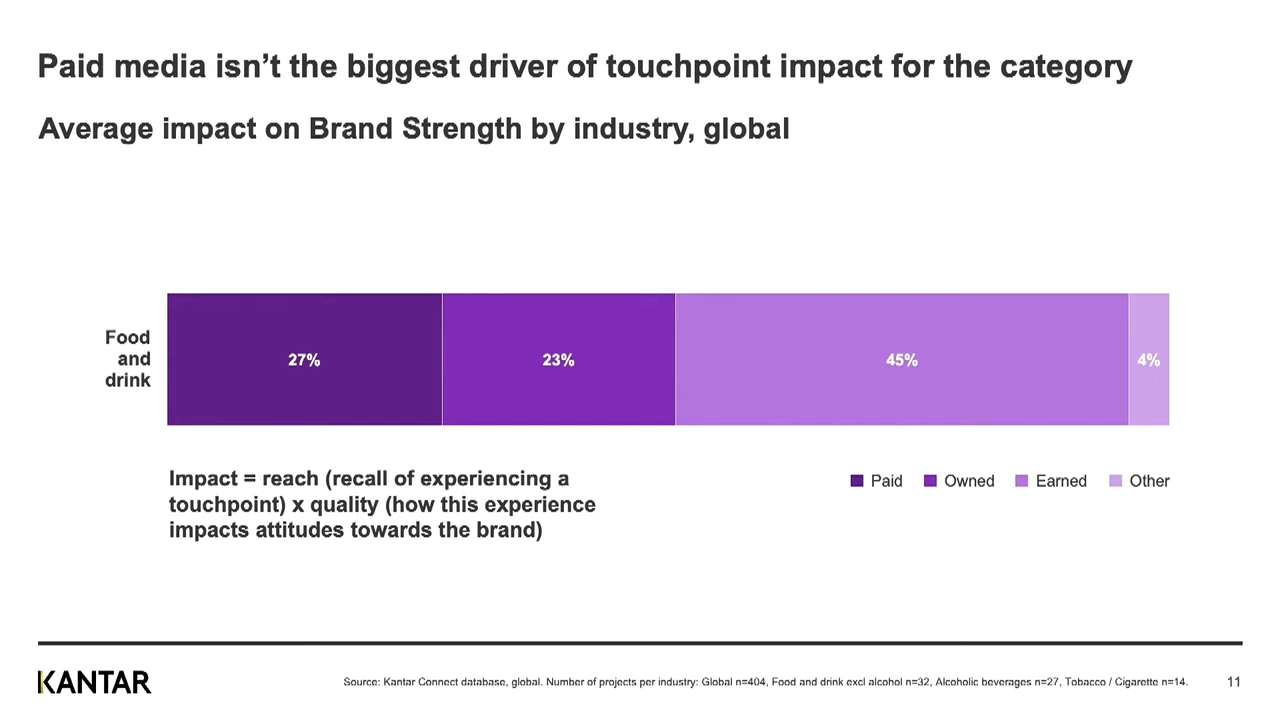 Paid media isn’t the biggest driver of touchpoint impact for the category
Average impact on Brand Strength by industry, global
Food
and
drink
27%
23%
45%
4%
Impact = reach (recall of experiencing a
touchpoint) x quality (how this experience
impacts attitudes towards the brand)
Paid
Owned
Earned
Other
KANTAR
Source: Kantar Connect database, global. Number of projects per industry: Global n=404, Food and drink excl alcohol n=32, Alcoholic beverages n=27, Tobacco / Cigarette n=14.
11